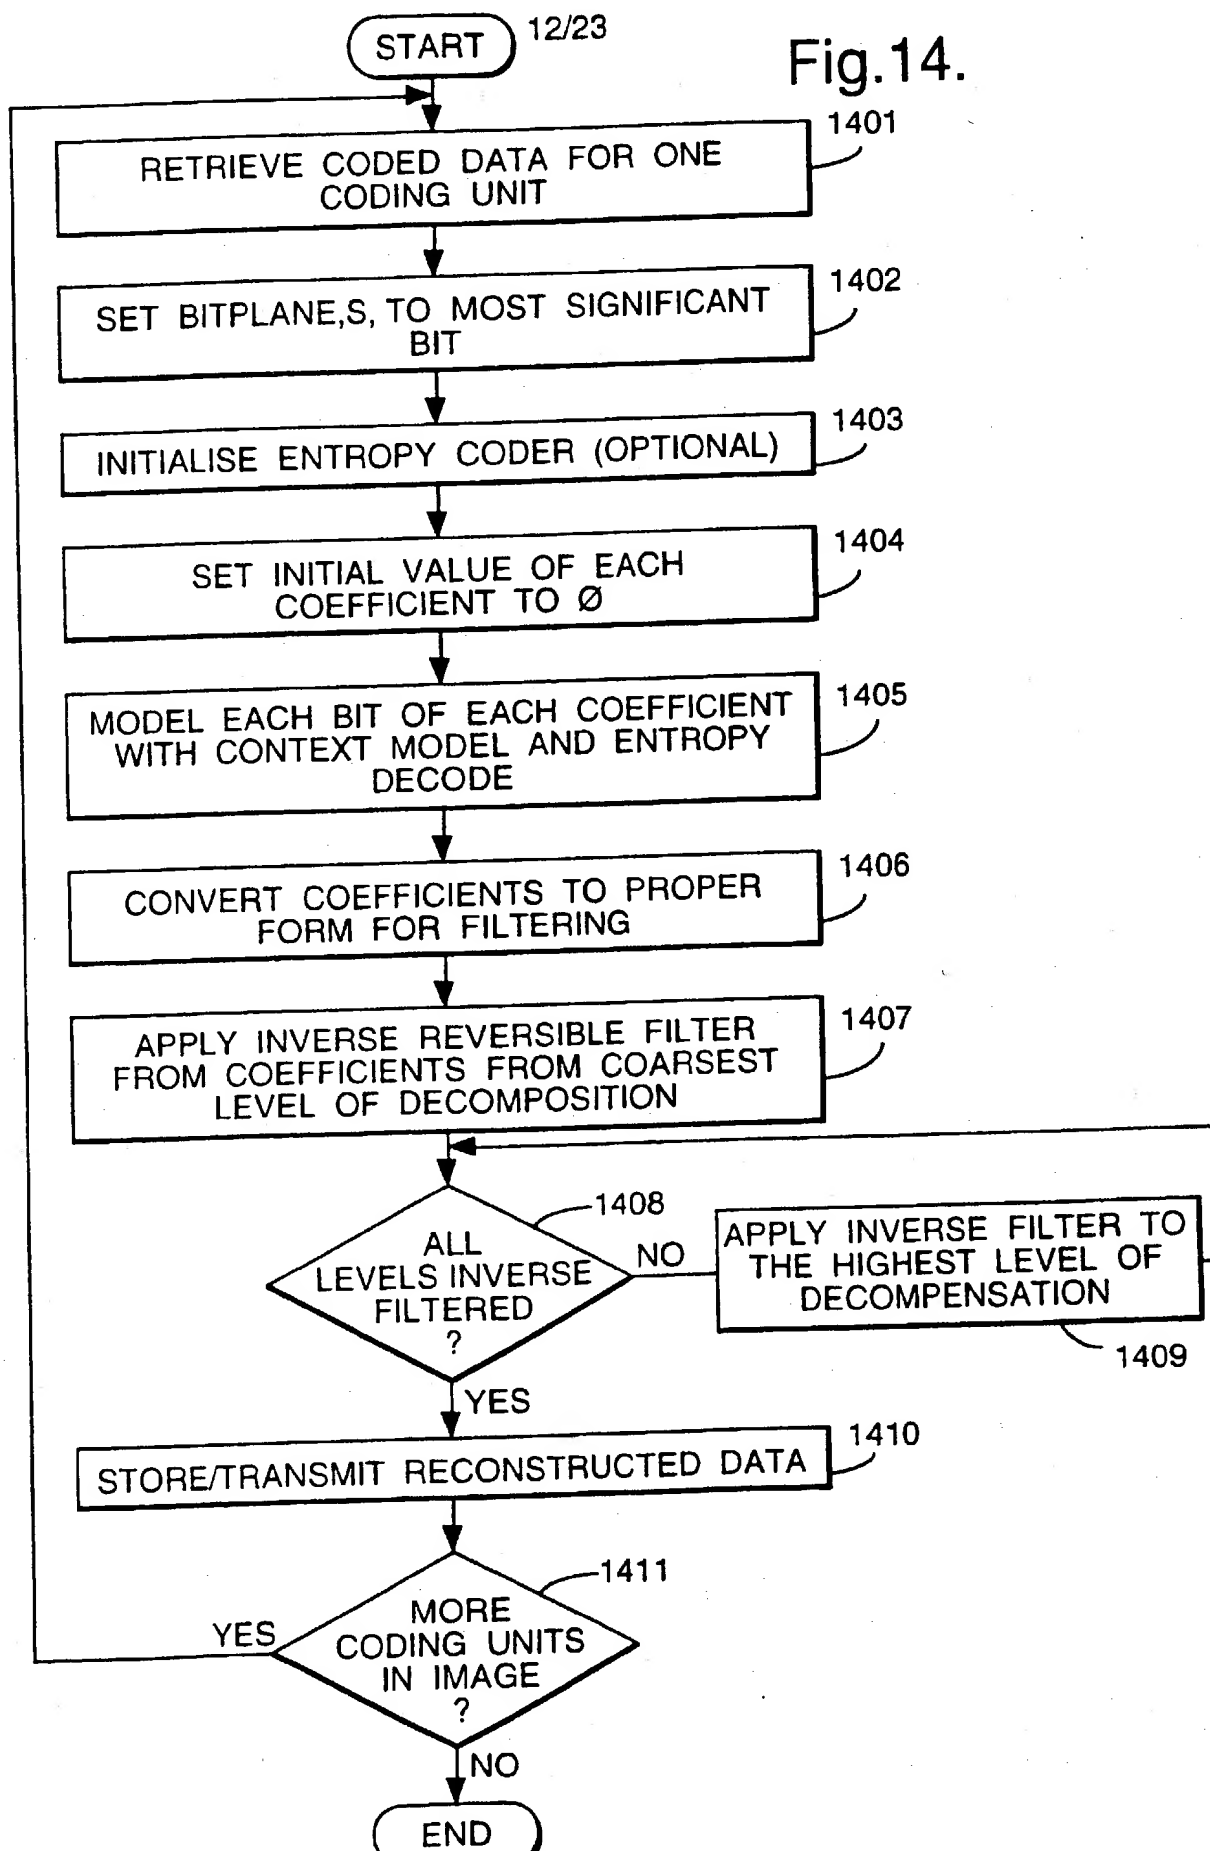 START
12/23
Fig.14.
1401
RETRIEVE CODED DATA FOR ONE
CODING UNIT
1402
SET BITPLANE,S, TO MOST SIGNIFICANT
BIT
1403
INITIALISE ENTROPY CODER (OPTIONAL)
1404
SET INITIAL VALUE OF EACH
COEFFICIENT TO Ø
1405
MODEL EACH BIT OF EACH COEFFICIENT
WITH CONTEXT MODEL AND ENTROPY
DECODE
1406
CONVERT COEFFICIENTS TO PROPER
FORM FOR FILTERING
1407
APPLY INVERSE REVERSIBLE FILTER
FROM COEFFICIENTS FROM COARSEST
LEVEL OF DECOMPOSITION
1408
ALL
LEVELS INVERSE
FILTERED
?
NO
APPLY INVERSE FILTER TO
THE HIGHEST LEVEL OF
DECOMPENSATION
1409
YES
1410
STORE/TRANSMIT RECONSTRUCTED DATA
1411
MORE
CODING UNITS
IN IMAGE
?
YES
NO
END